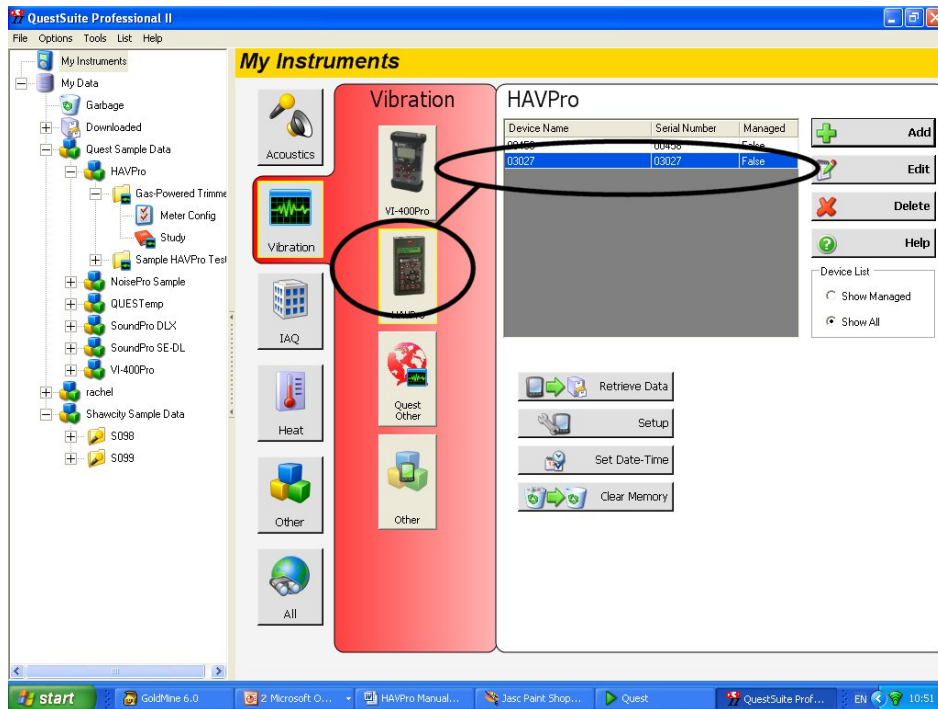 QuestSuite Professional II
File Options Tools List Help
My Instruments
My Data
Garbage
Downloaded
Quest Sample Data
HAVPro
Gas-Powered Trimme
Meter Config
Study
Sample HAVPro Test
NoisePro Sample
QUESTemp
SoundPro DLX
SoundPro SE-DL
VI-400Pro
rachel
Shawcity Sample Data
S098
S099
My Instruments
Acoustics
Vibration
IAQ
Heat
Other
All
Vibration
VI-400Pro
HAVPro
Quest
Other
Other
HAVPro
Device Name Serial Number Managed
00458 00458 False
03027 03027 False
Add
Edit
Delete
Help
Device List
Show Managed
Show All
Retrieve Data
Setup
Set Date-Time
Clear Memory
start GoldMine 6.0 2 Microsoft O... HAVPro Manual... Jasc Paint Shop... Quest QuestSuite Prof... EN 10:51